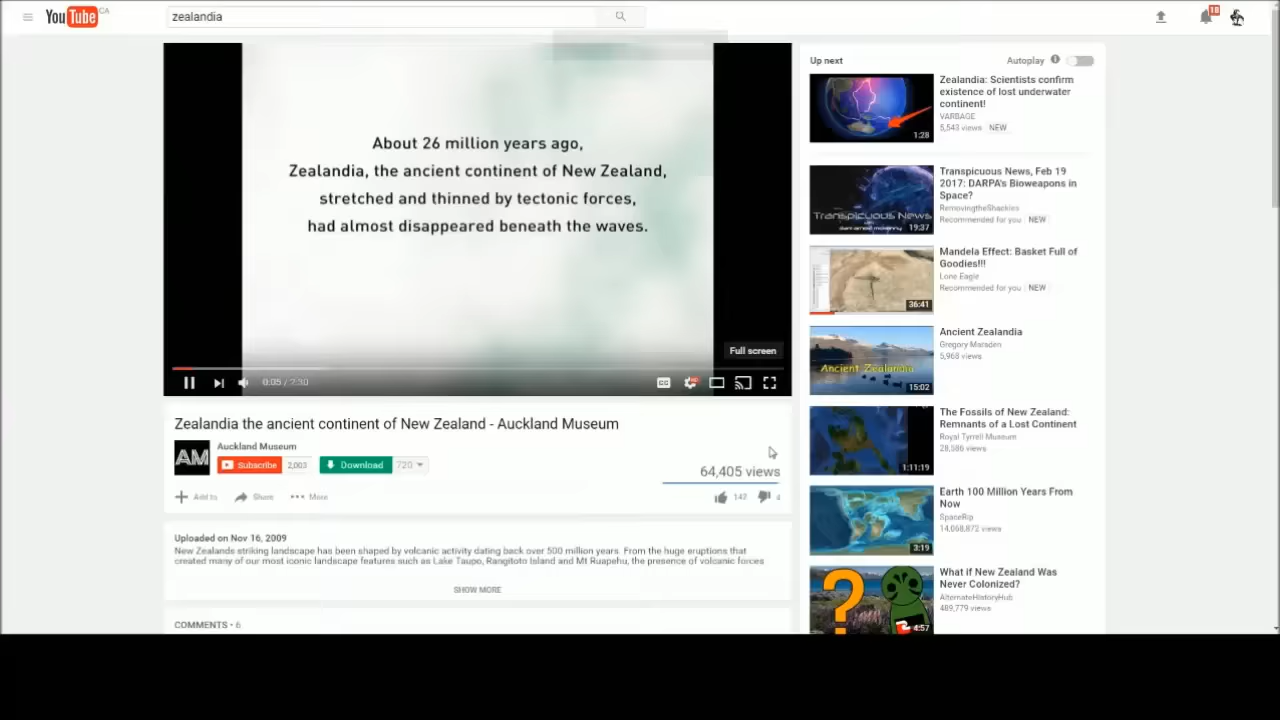 YouTube CA
zealandia
18
About 26 million years ago,
Zealandia, the ancient continent of New Zealand,
stretched and thinned by tectonic forces,
had almost disappeared beneath the waves.
Full screen
0:05 / 2:30
CC
Zealandia the ancient continent of New Zealand - Auckland Museum
AM
Auckland Museum
Subscribe 2,003 Download 720
64,405 views
Add to Share More
142 4
Uploaded on Nov 16, 2009
New Zealands striking landscape has been shaped by volcanic activity dating back over 500 million years. From the huge eruptions that
created many of our most iconic landscape features such as Lake Taupo, Rangitoto Island and Mt Ruapehu, the presence of volcanic forces
SHOW MORE
COMMENTS • 6
Up next
Autoplay
1:28
Zealandia: Scientists confirm
existence of lost underwater
continent!
VARBAGE
5,543 views NEW
Transpicuous News
19:37
Transpicuous News, Feb 19
2017: DARPA's Bioweapons in
Space?
RemovingtheShackles
Recommended for you NEW
36:41
Mandela Effect: Basket Full of
Goodies!!!
Lone Eagle
Recommended for you NEW
Ancient Zealandia
15:02
Ancient Zealandia
Gregory Marsden
5,968 views
1:11:19
The Fossils of New Zealand:
Remnants of a Lost Continent
Royal Tyrrell Museum
28,586 views
3:19
Earth 100 Million Years From
Now
SpaceRip
14,068,872 views
?
4:57
What if New Zealand Was
Never Colonized?
AlternateHistoryHub
489,779 views